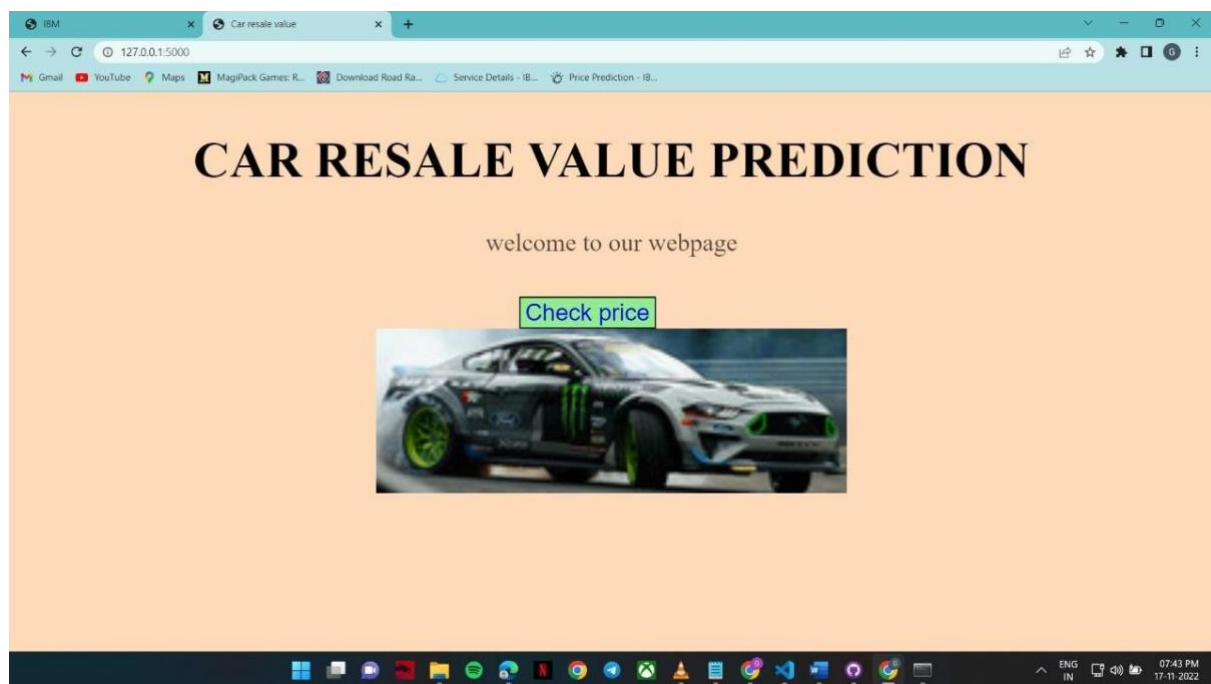 IBM
Car resale value
127.0.0.1:5000
Gmail YouTube Maps MagiPack Games: R... Download Road Ra... Service Details - IB... Price Prediction - IB...
G
CAR RESALE VALUE PREDICTION
welcome to our webpage
Check price
Ford
ENG
IN
07:43 PM
17-11-2022